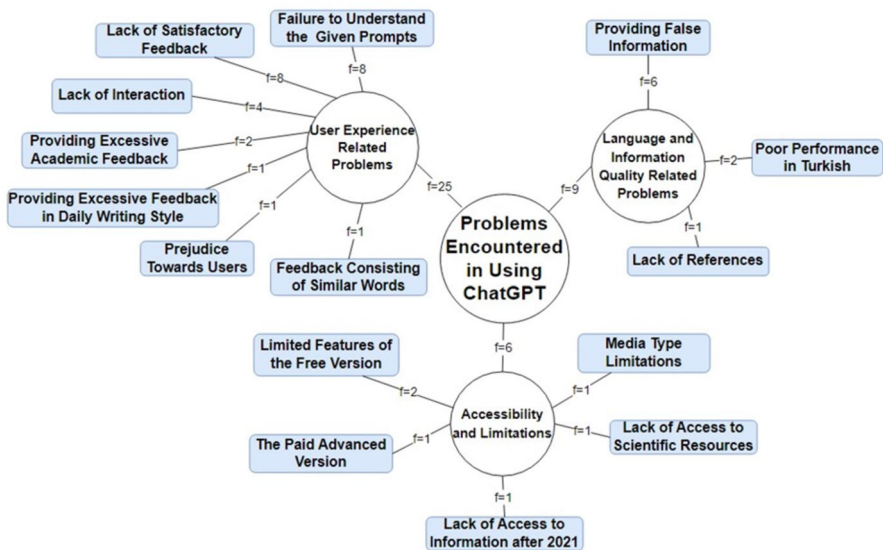 Lack of Satisfactory
Feedback
Failure to Understand
the Given Prompts
f=8
f=8
Lack of Interaction
f=4
Providing Excessive
Academic Feedback
f=2
Providing Excessive Feedback
in Daily Writing Style
f=1
Prejudice
Towards Users
f=1
Feedback Consisting
of Similar Words
f=1
User Experience
Related
Problems
f=25
Problems
Encountered
in Using
ChatGPT
f=9
Language and
Information
Quality Related
Problems
Providing False
Information
f=6
Poor Performance
in Turkish
f=2
Lack of References
f=1
f=6
Accessibility
and Limitations
Limited Features of
the Free Version
f=2
The Paid Advanced
Version
f=1
Lack of Access to
Information after 2021
f=1
Media Type
Limitations
f=1
Lack of Access to
Scientific Resources
f=1